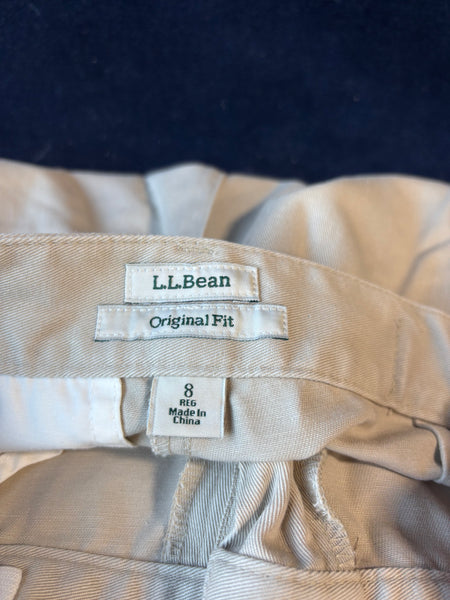 L.L.Bean
Original Fit
8
REG
Made In
China